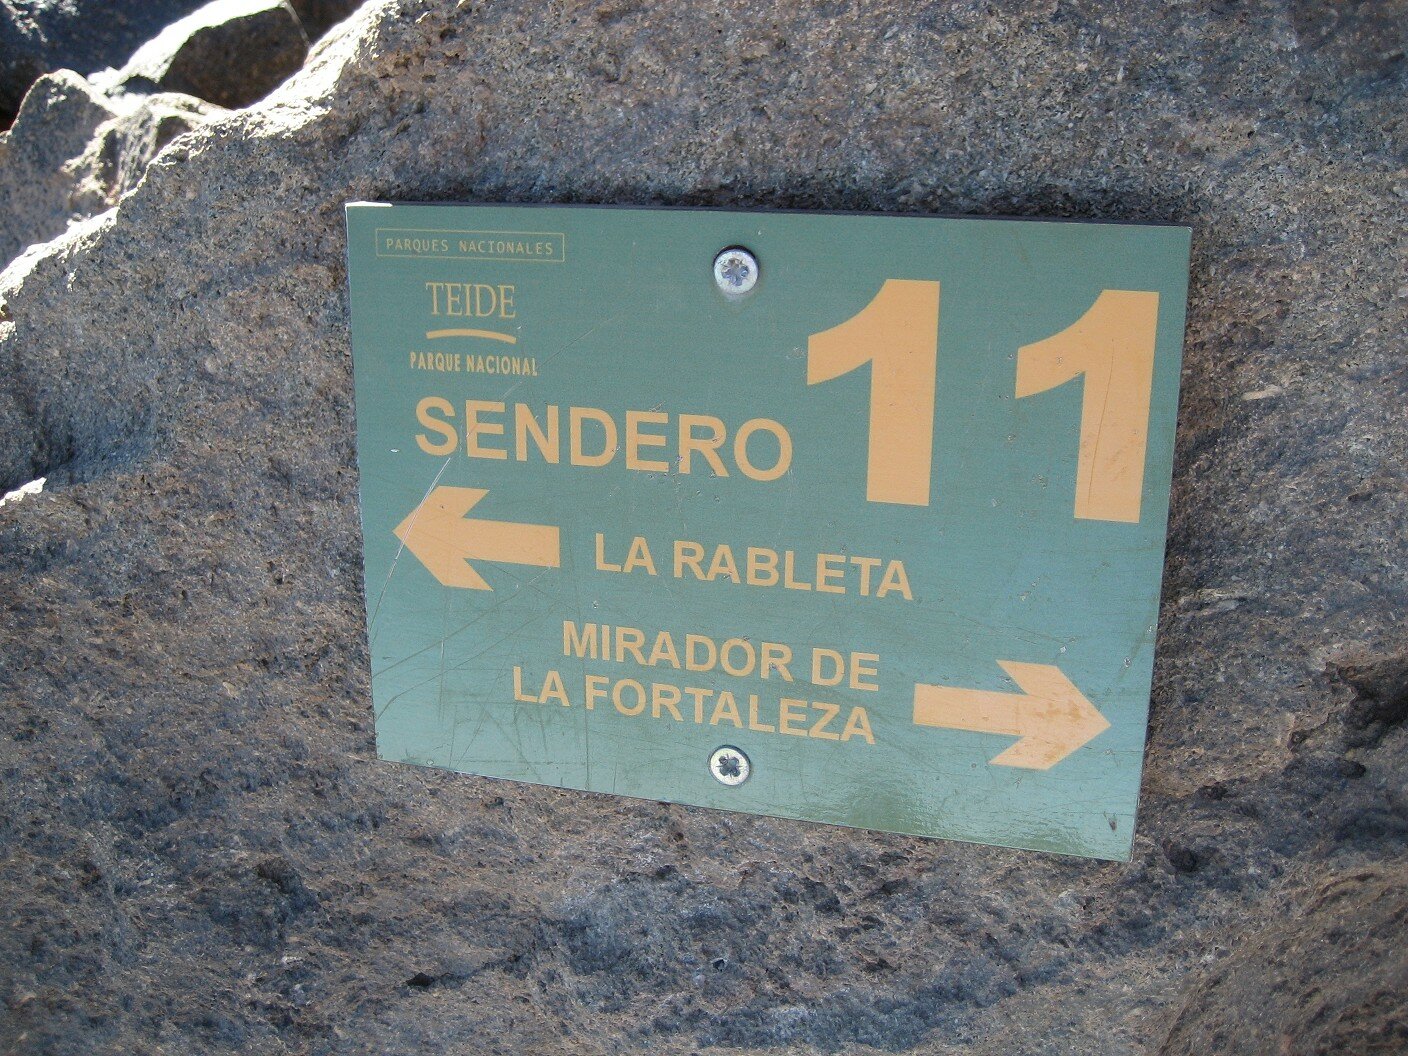 PARQUES NACIONALES
TEIDE
PARQUE NACIONAL
SENDERO 11
LA RABLETA
MIRADOR DE
LA FORTALEZA